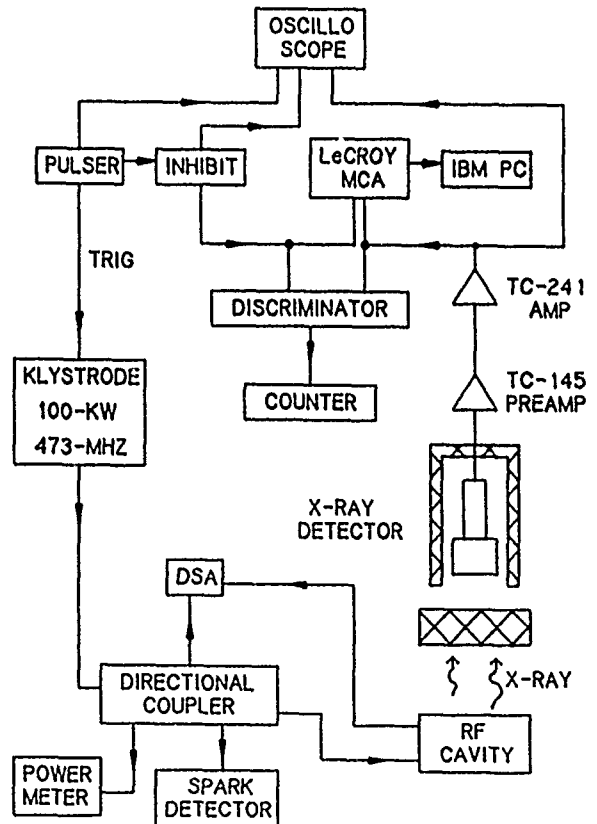 OSCILLO
SCOPE
PULSER
INHIBIT
LeCROY
MCA
IBM PC
TRIG
DISCRIMINATOR
TC-241
AMP
KLYSTRODE
100-KW
473-MHZ
COUNTER
TC-145
PREAMP
X-RAY
DETECTOR
DSA
X-RAY
DIRECTIONAL
COUPLER
RF
CAVITY
POWER
METER
SPARK
DETECTOR